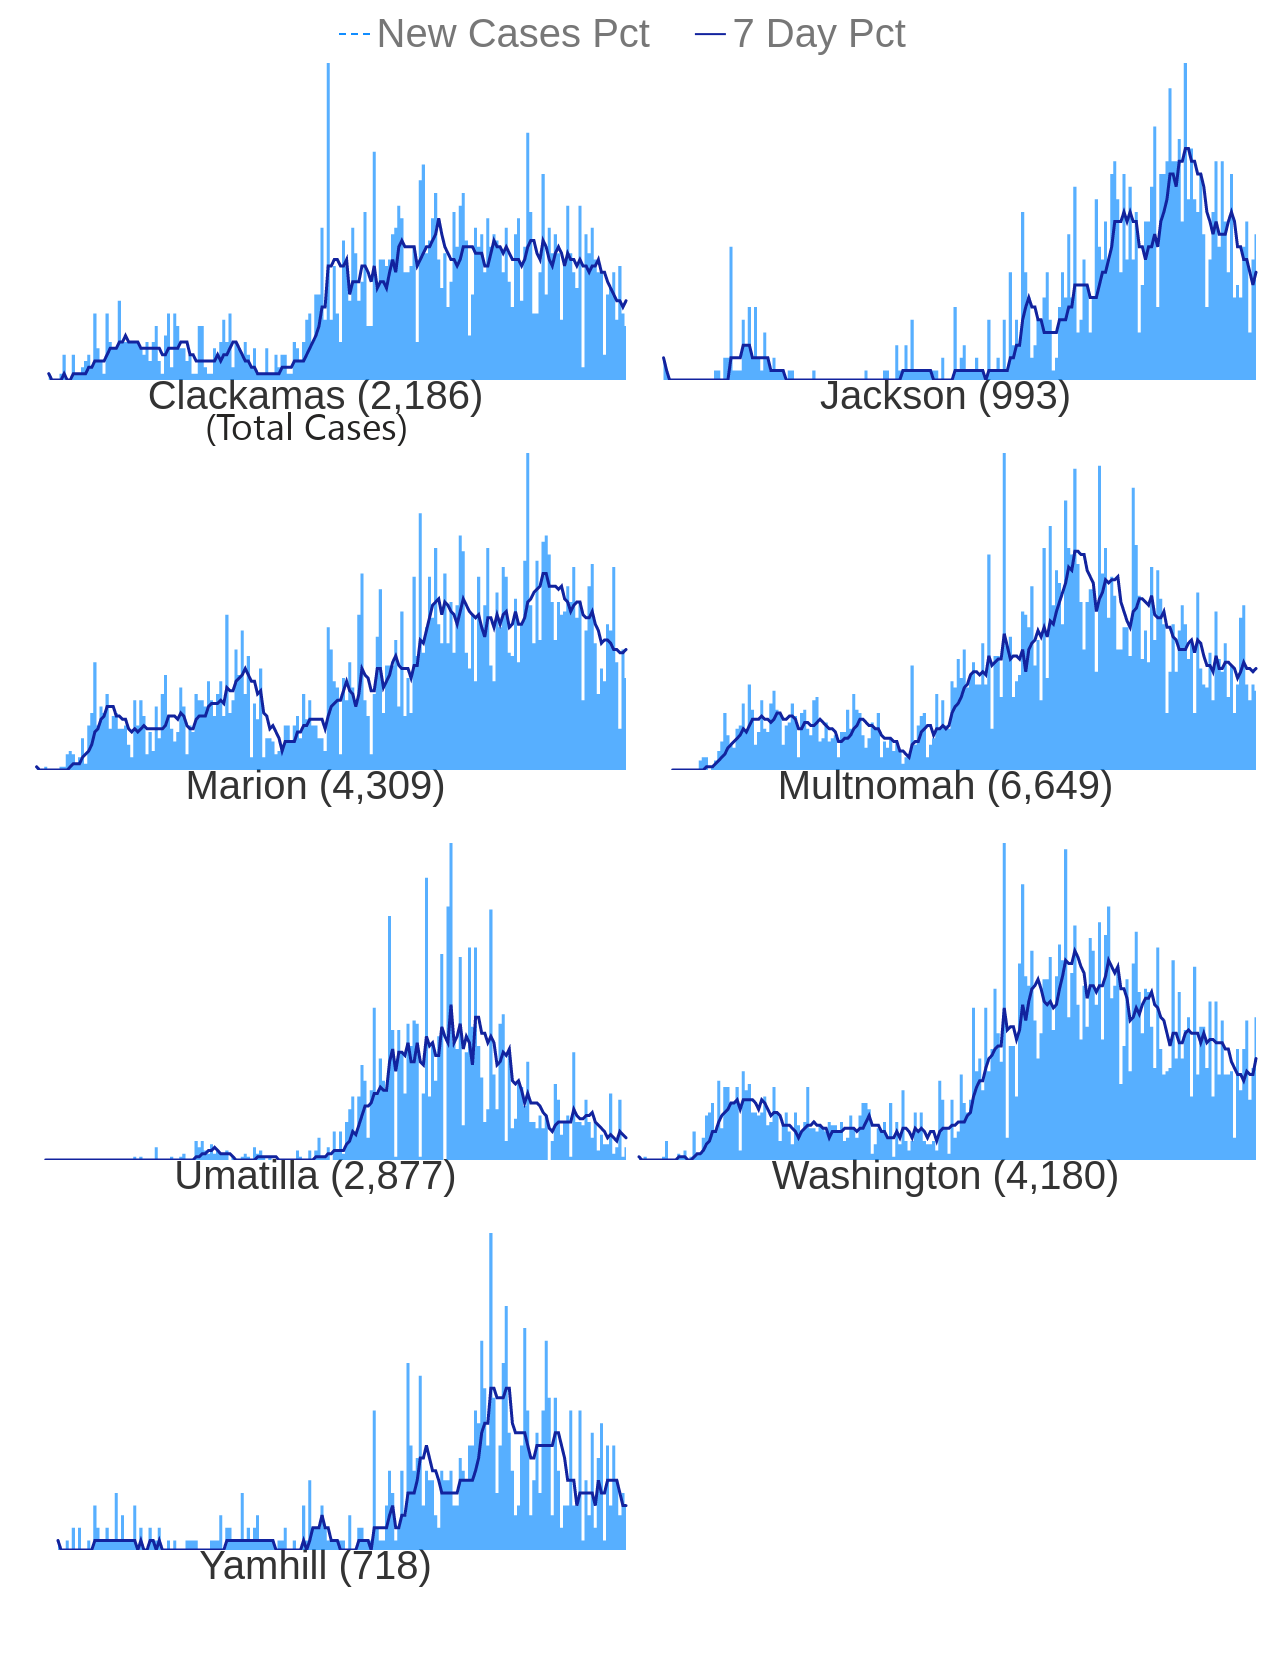 New Cases Pct 7 Day Pct
Clackamas (2,186) Jackson (993)
(Total Cases)
Marion (4,309) Multnomah (6,649)
Umatilla (2,877) Washington (4,180)
Yamhill (718)